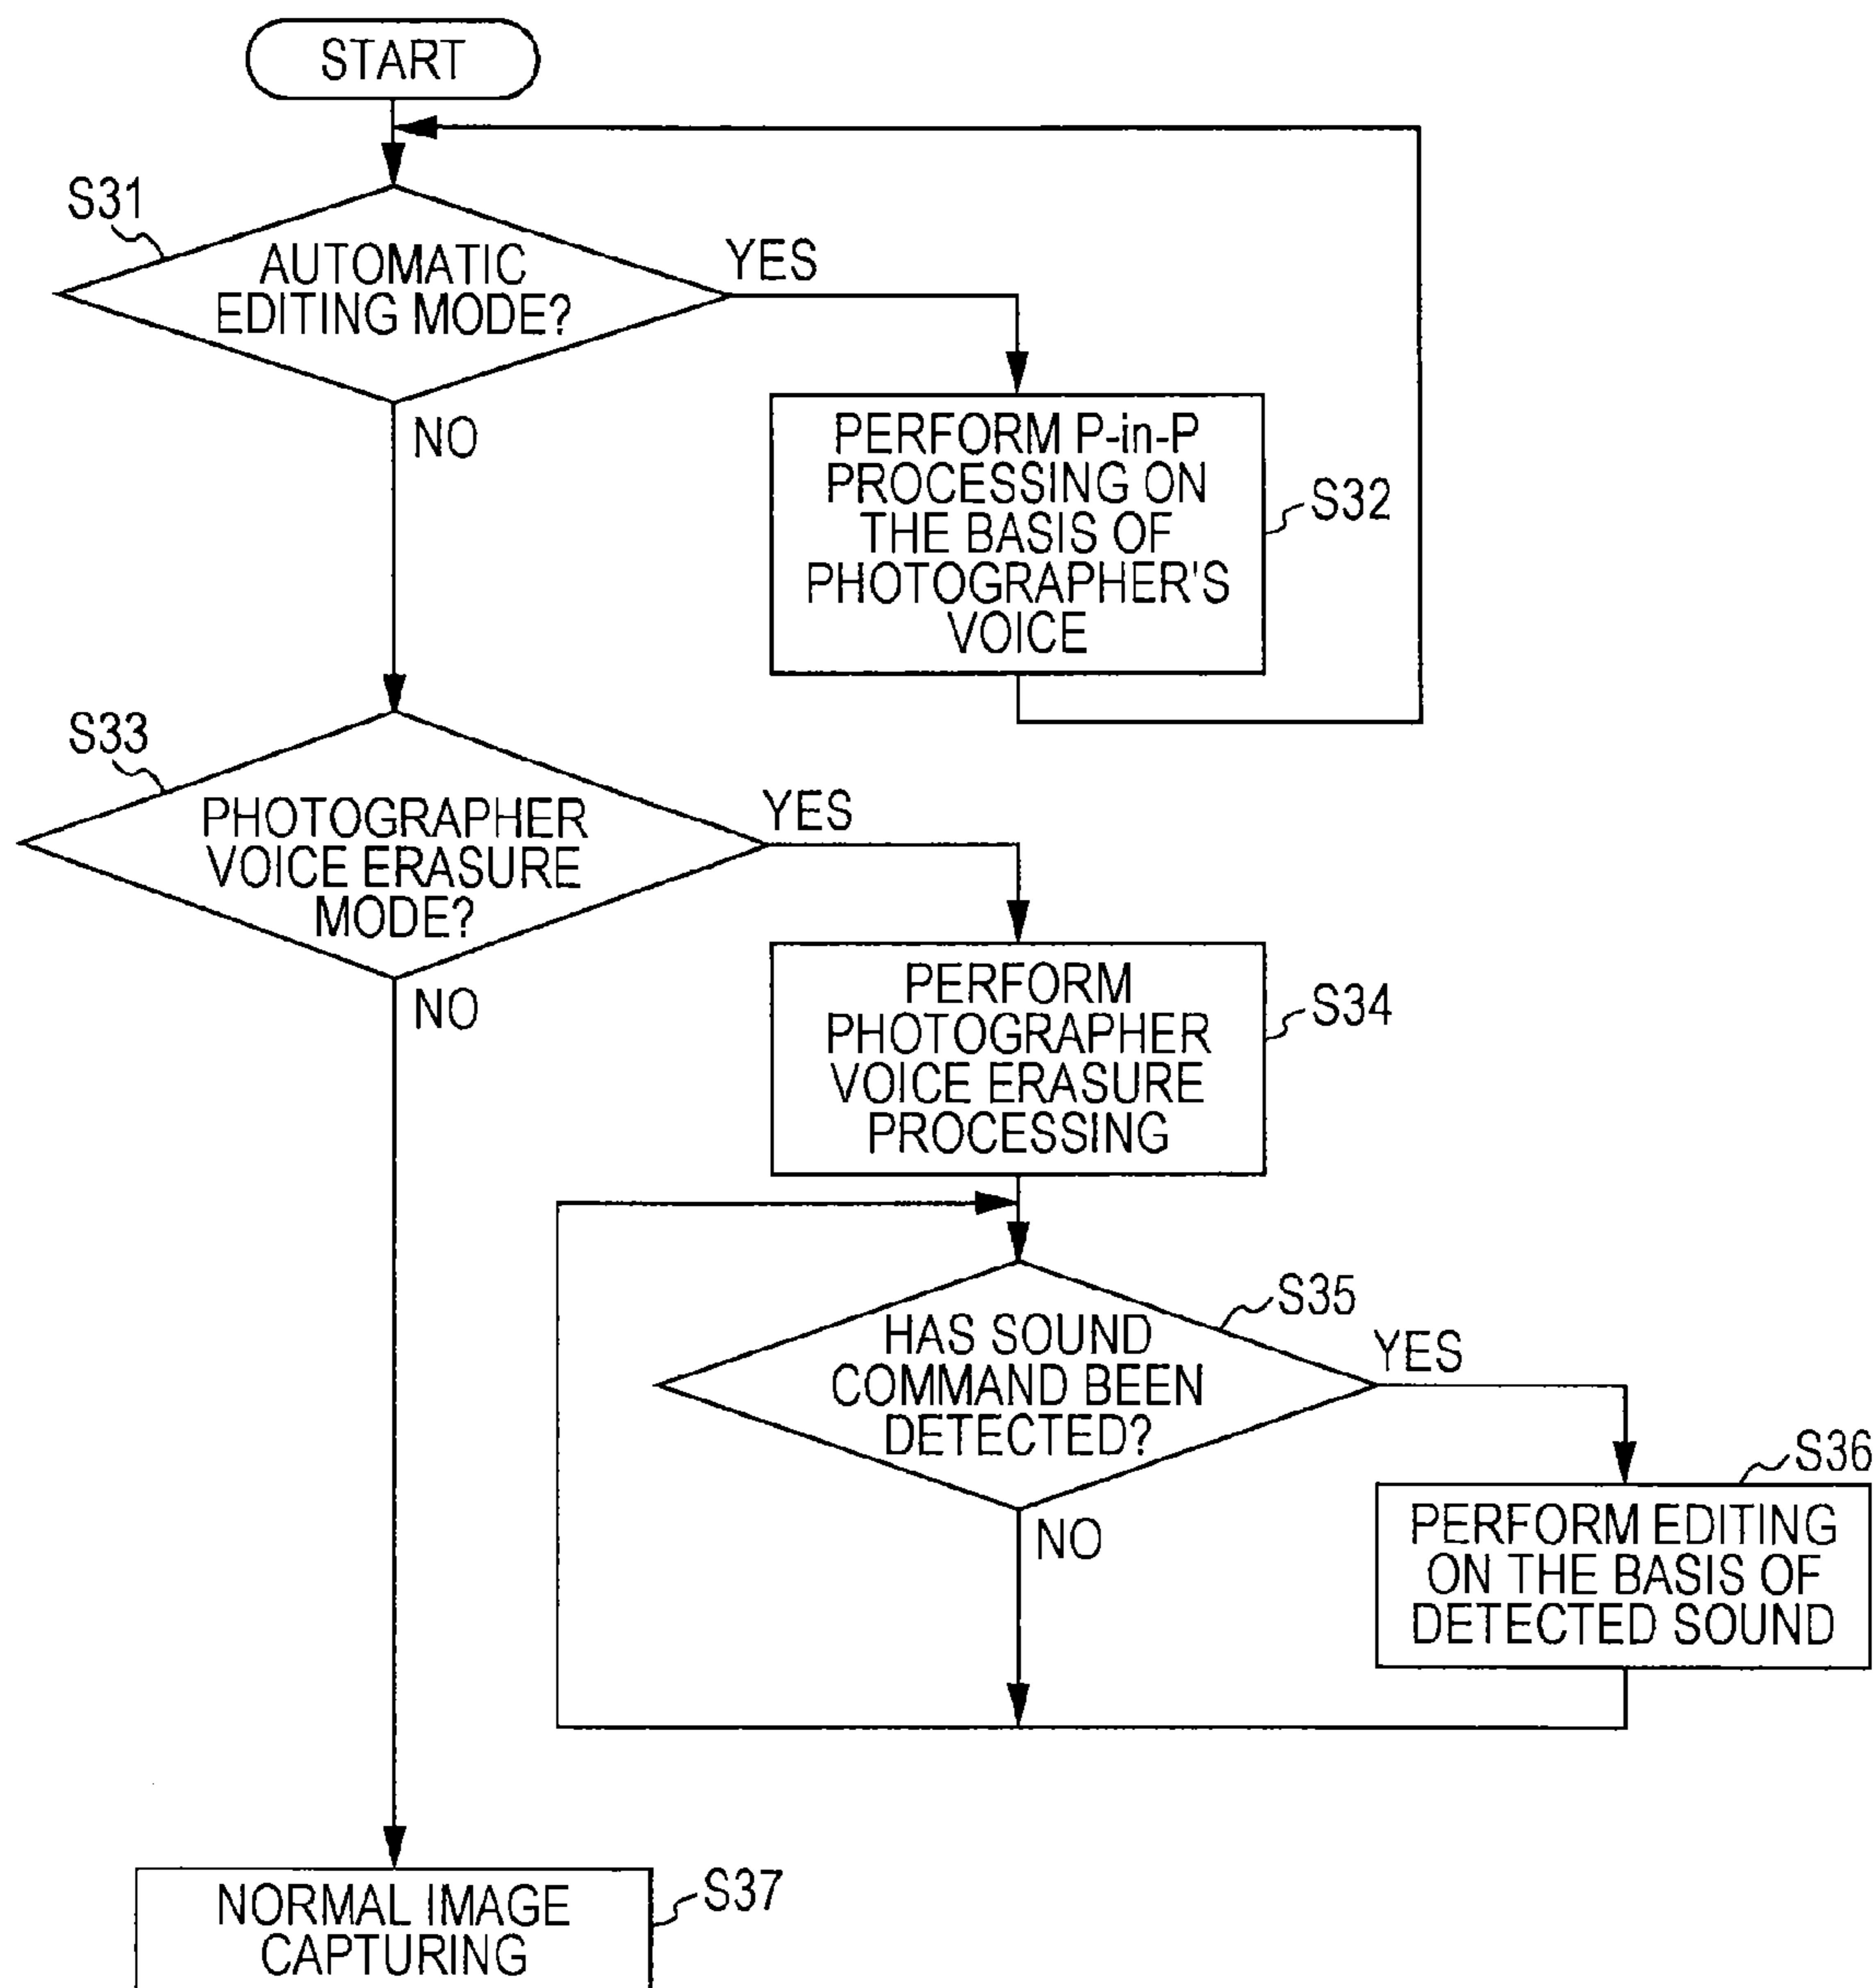 START
S31
AUTOMATIC
EDITING MODE?
YES
NO
PERFORM P-in-P
PROCESSING ON
THE BASIS OF
PHOTOGRAPHER'S
VOICE
S32
S33
PHOTOGRAPHER
VOICE ERASURE
MODE?
YES
NO
PERFORM
PHOTOGRAPHER
VOICE ERASURE
PROCESSING
S34
HAS SOUND
COMMAND BEEN
DETECTED?
S35
YES
NO
S36
PERFORM EDITING
ON THE BASIS OF
DETECTED SOUND
NORMAL IMAGE
CAPTURING
S37